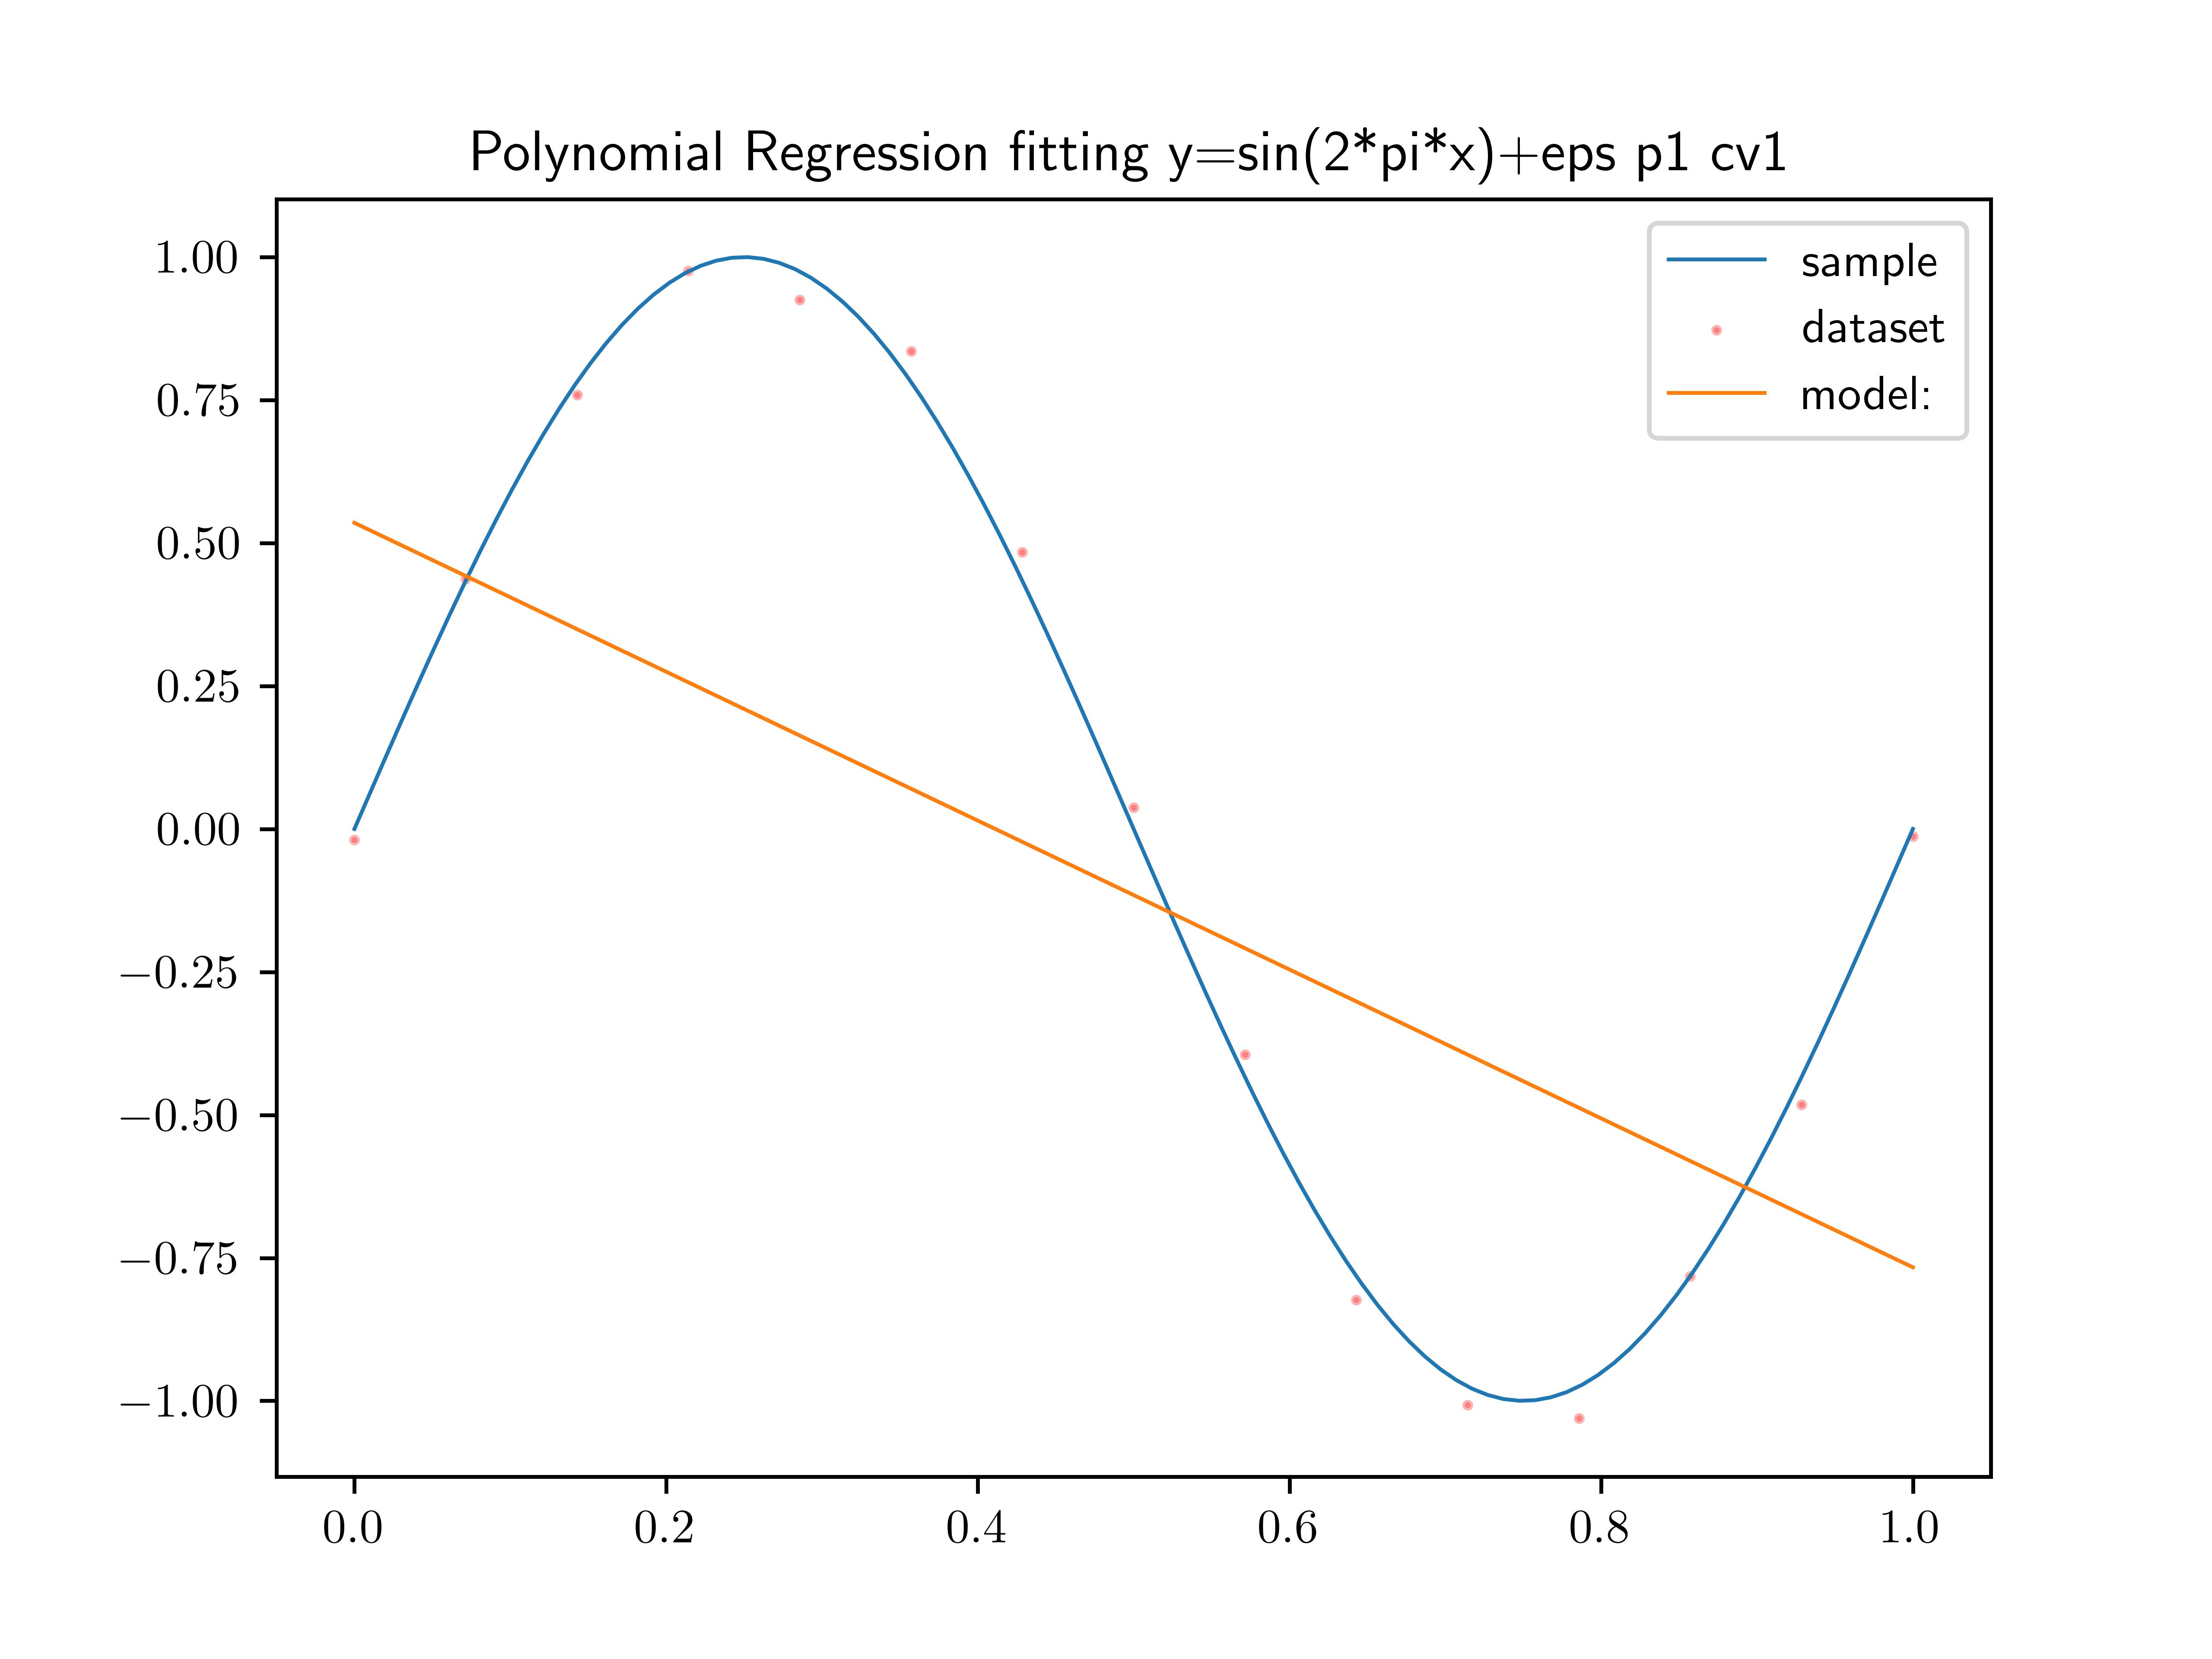 Polynomial Regression fitting y=sin(2*pi*x)+eps p1 cv1
sample
dataset
model:
1.00
0.75
0.50
0.25
0.00
−0.25
−0.50
−0.75
−1.00
0.0 0.2 0.4 0.6 0.8 1.0